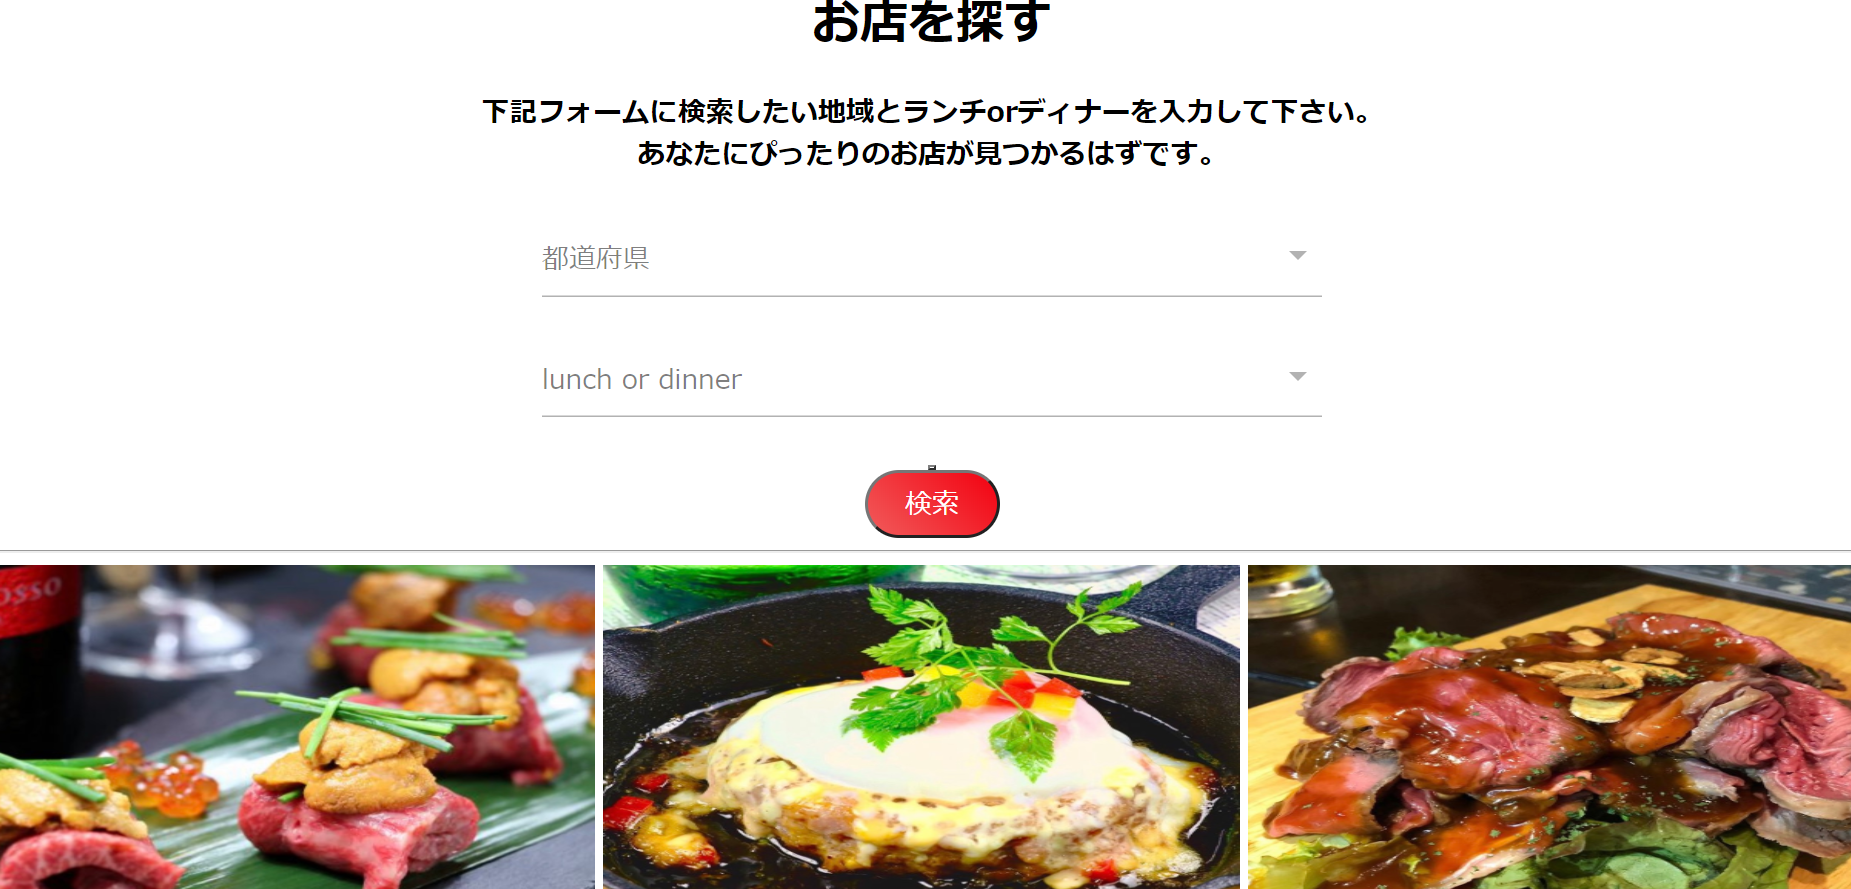 お店を探す
下記フォームに検索したい地域とランチorディナーを入力して下さい。
あなたにぴったりのお店が見つかるはずです。
都道府県
lunch or dinner
検索
OSSO